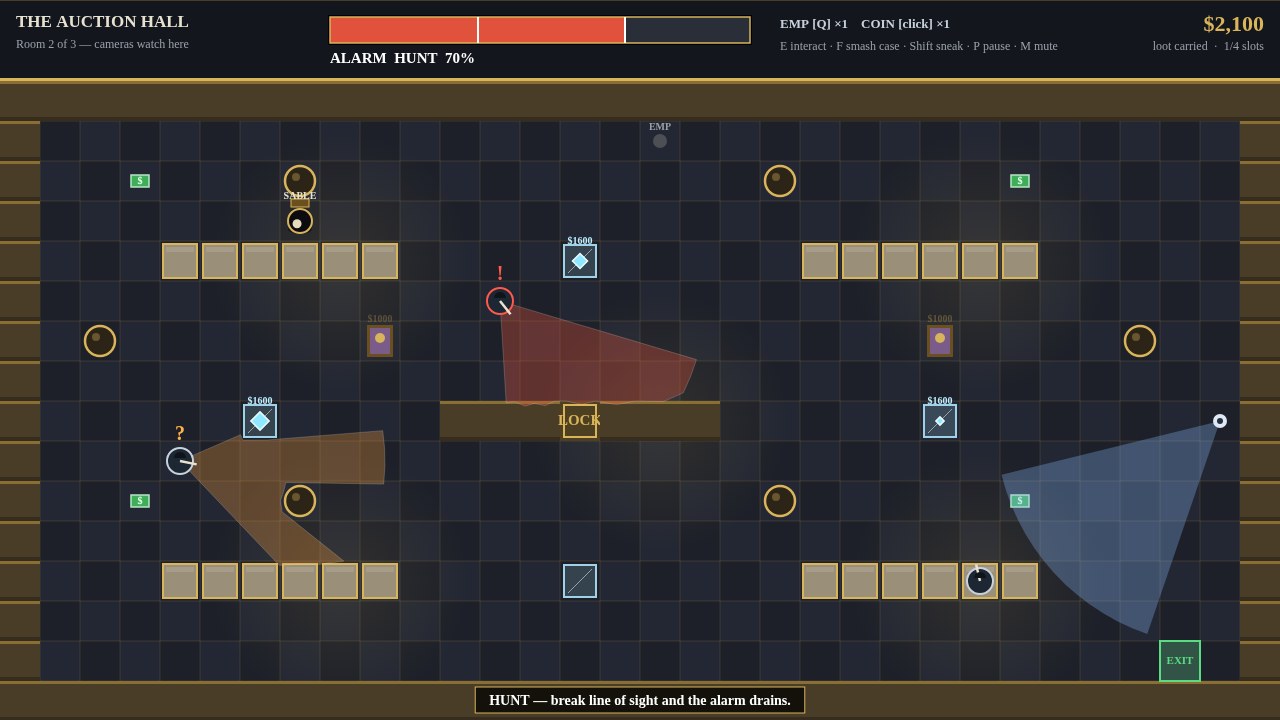 THE AUCTION HALL
Room 2 of 3 — cameras watch here
ALARM HUNT 70%
EMP [Q] ×1 COIN [click] ×1
E interact · F smash case · Shift sneak · P pause · M mute
$2,100
loot carried · 1/4 slots
EMP
$
$
SABLE
$1600
!
$1000
$1000
$1600
$1600
LOCK
?
$
$
EXIT
HUNT — break line of sight and the alarm drains.